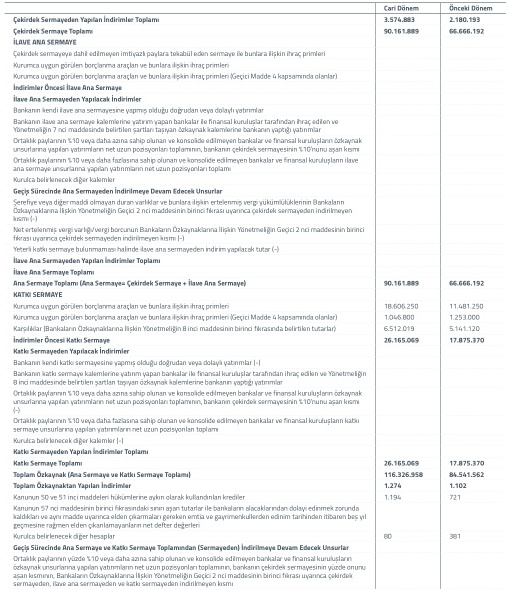 Cari Dönem Önceki Dönem
Çekirdek Sermayeden Yapılan İndirimler Toplamı 3.574.883 2.180.193
Çekirdek Sermaye Toplamı 90.161.889 66.666.192
İLAVE ANA SERMAYE
Çekirdek sermayeye dahil edilmeyen imtiyazlı paylara tekabül eden sermaye ile bunlara ilişkin ihraç primleri
Kurumca uygun görülen borçlanma araçları ve bunlara ilişkin ihraç primleri
Kurumca uygun görülen borçlanma araçları ve bunlara ilişkin ihraç primleri (Geçici Madde 4 kapsamında olanlar)
İndirimler Öncesi İlave Ana Sermaye
İlave Ana Sermayeden Yapılacak İndirimler
Bankanın kendi ilave ana sermayesine yapmış olduğu doğrudan veya dolaylı yatırımlar
Bankanın ilave ana sermaye kalemlerine yatırım yapan bankalar ile finansal kuruluşlar tarafından ihraç edilen ve
Yönetmeliğin 7 nci maddesinde belirtilen şartları taşıyan özkaynak kalemlerine bankanın yaptığı yatırımlar
Ortaklık paylarının %10 veya daha azına sahip olunan ve konsolide edilmeyen bankalar ve finansal kuruluşların özkaynak
unsurlarına yapılan yatırımların net uzun pozisyonları toplamının, bankanın çekirdek sermayesinin %10'nunu aşan kısmı
Ortaklık paylarının %10 veya daha fazlasına sahip olunan ve konsolide edilmeyen bankalar ve finansal kuruluşların ilave
ana sermaye unsurlarına yapılan yatırımların net uzun pozisyonları toplamı
Kurulca belirlenecek diğer kalemler
Geçiş Sürecinde Ana Sermayeden İndirilmeye Devam Edecek Unsurlar
Şerefiye veya diğer maddi olmayan duran varlıklar ve bunlara ilişkin ertelenmiş vergi yükümlülüklerinin Bankaların
Özkaynaklarına İlişkin Yönetmeliğin Geçici 2 nci maddesinin birinci fıkrası uyarınca çekirdek sermayeden indirilmeyen
kısmı (-)
Net ertelenmiş vergi varlığı/vergi borcunun Bankaların Özkaynaklarına İlişkin Yönetmeliğin Geçici 2 nci maddesinin birinci
fıkrası uyarınca çekirdek sermayeden indirilmeyen kısmı (-)
Yeterli katkı sermaye bulunmaması halinde ilave ana sermayeden indirim yapılacak tutar (-)
İlave Ana Sermayeden Yapılan İndirimler Toplamı
İlave Ana Sermaye Toplamı
Ana Sermaye Toplamı (Ana Sermaye= Çekirdek Sermaye + İlave Ana Sermaye) 90.161.889 66.666.192
KATKI SERMAYE
Kurumca uygun görülen borçlanma araçları ve bunlara ilişkin ihraç primleri 18.606.250 11.481.250
Kurumca uygun görülen borçlanma araçları ve bunlara ilişkin ihraç primleri (Geçici Madde 4 kapsamında olanlar) 1.046.800 1.253.000
Karşılıklar (Bankaların Özkaynaklarına İlişkin Yönetmeliğin 8 inci maddesinin birinci fıkrasında belirtilen tutarlar) 6.512.019 5.141.120
İndirimler Öncesi Katkı Sermaye 26.165.069 17.875.370
Katkı Sermayeden Yapılacak İndirimler
Bankanın kendi katkı sermayesine yapmış olduğu doğrudan veya dolaylı yatırımlar (-)
Bankanın katkı sermaye kalemlerine yatırım yapan bankalar ile finansal kuruluşlar tarafından ihraç edilen ve Yönetmeliğin
8 inci maddesinde belirtilen şartları taşıyan özkaynak kalemlerine bankanın yaptığı yatırımlar
Ortaklık paylarının %10 veya daha azına sahip olunan ve konsolide edilmeyen bankalar ve finansal kuruluşların özkaynak
unsurlarına yapılan yatırımların net uzun pozisyonları toplamının, bankanın çekirdek sermayesinin %10'nunu aşan kısmı
(-)
Ortaklık paylarının %10 veya daha fazlasına sahip olunan ve konsolide edilmeyen bankalar ve finansal kuruluşların katkı
sermaye unsurlarına yapılan yatırımların net uzun pozisyonları toplamı
Kurulca belirlenecek diğer kalemler (-)
Katkı Sermayeden Yapılan İndirimler Toplamı
Katkı Sermaye Toplamı 26.165.069 17.875.370
Toplam Özkaynak (Ana Sermaye ve Katkı Sermaye Toplamı) 116.326.958 84.541.562
Toplam Özkaynaktan Yapılan İndirimler 1.274 1.102
Kanunun 50 ve 51 inci maddeleri hükümlerine aykırı olarak kullandırılan krediler 1.194 721
Kanunun 57 nci maddesinin birinci fıkrasındaki sınırı aşan tutarlar ile bankaların alacaklarından dolayı edinmek zorunda
kaldıkları ve aynı madde uyarınca elden çıkarmaları gereken emtia ve gayrimenkullerden edinim tarihinden itibaren beş yıl
geçmesine rağmen elden çıkarılamayanların net defter değerleri
Kurulca belirlenecek diğer hesaplar 80 381
Geçiş Sürecinde Ana Sermaye ve Katkı Sermaye Toplamından (Sermayeden) İndirilmeye Devam Edecek Unsurlar
Ortaklık paylarının yüzde %10 veya daha azına sahip olunan ve konsolide edilmeyen bankalar ve finansal kuruluşların
özkaynak unsurlarına yapılan yatırımların net uzun pozisyonları toplamının, bankanın çekirdek sermayesinin yüzde onunu
aşan kısmının, Bankaların Özkaynaklarına İlişkin Yönetmeliğin Geçici 2 nci maddesinin birinci fıkrası uyarınca çekirdek
sermayeden, ilave ana sermayeden ve katkı sermayeden indirilmeyen kısmı